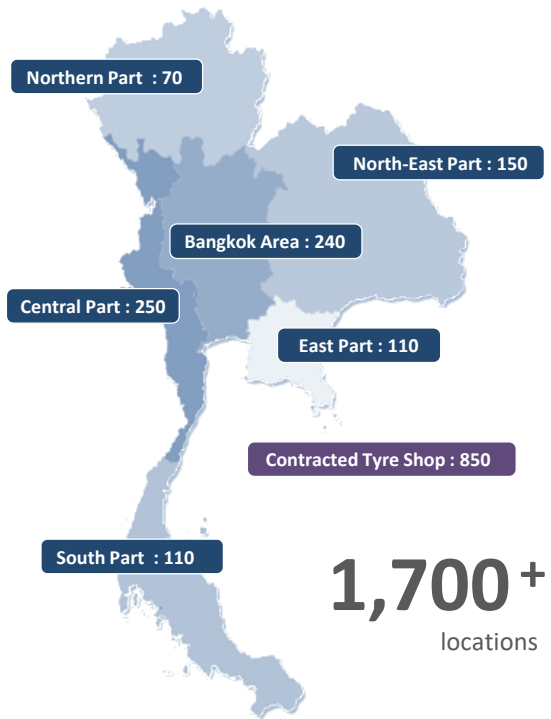 Northern Part : 70
North-East Part : 150
Bangkok Area : 240
Central Part : 250
East Part : 110
Contracted Tyre Shop : 850
South Part : 110
1,700 +
locations